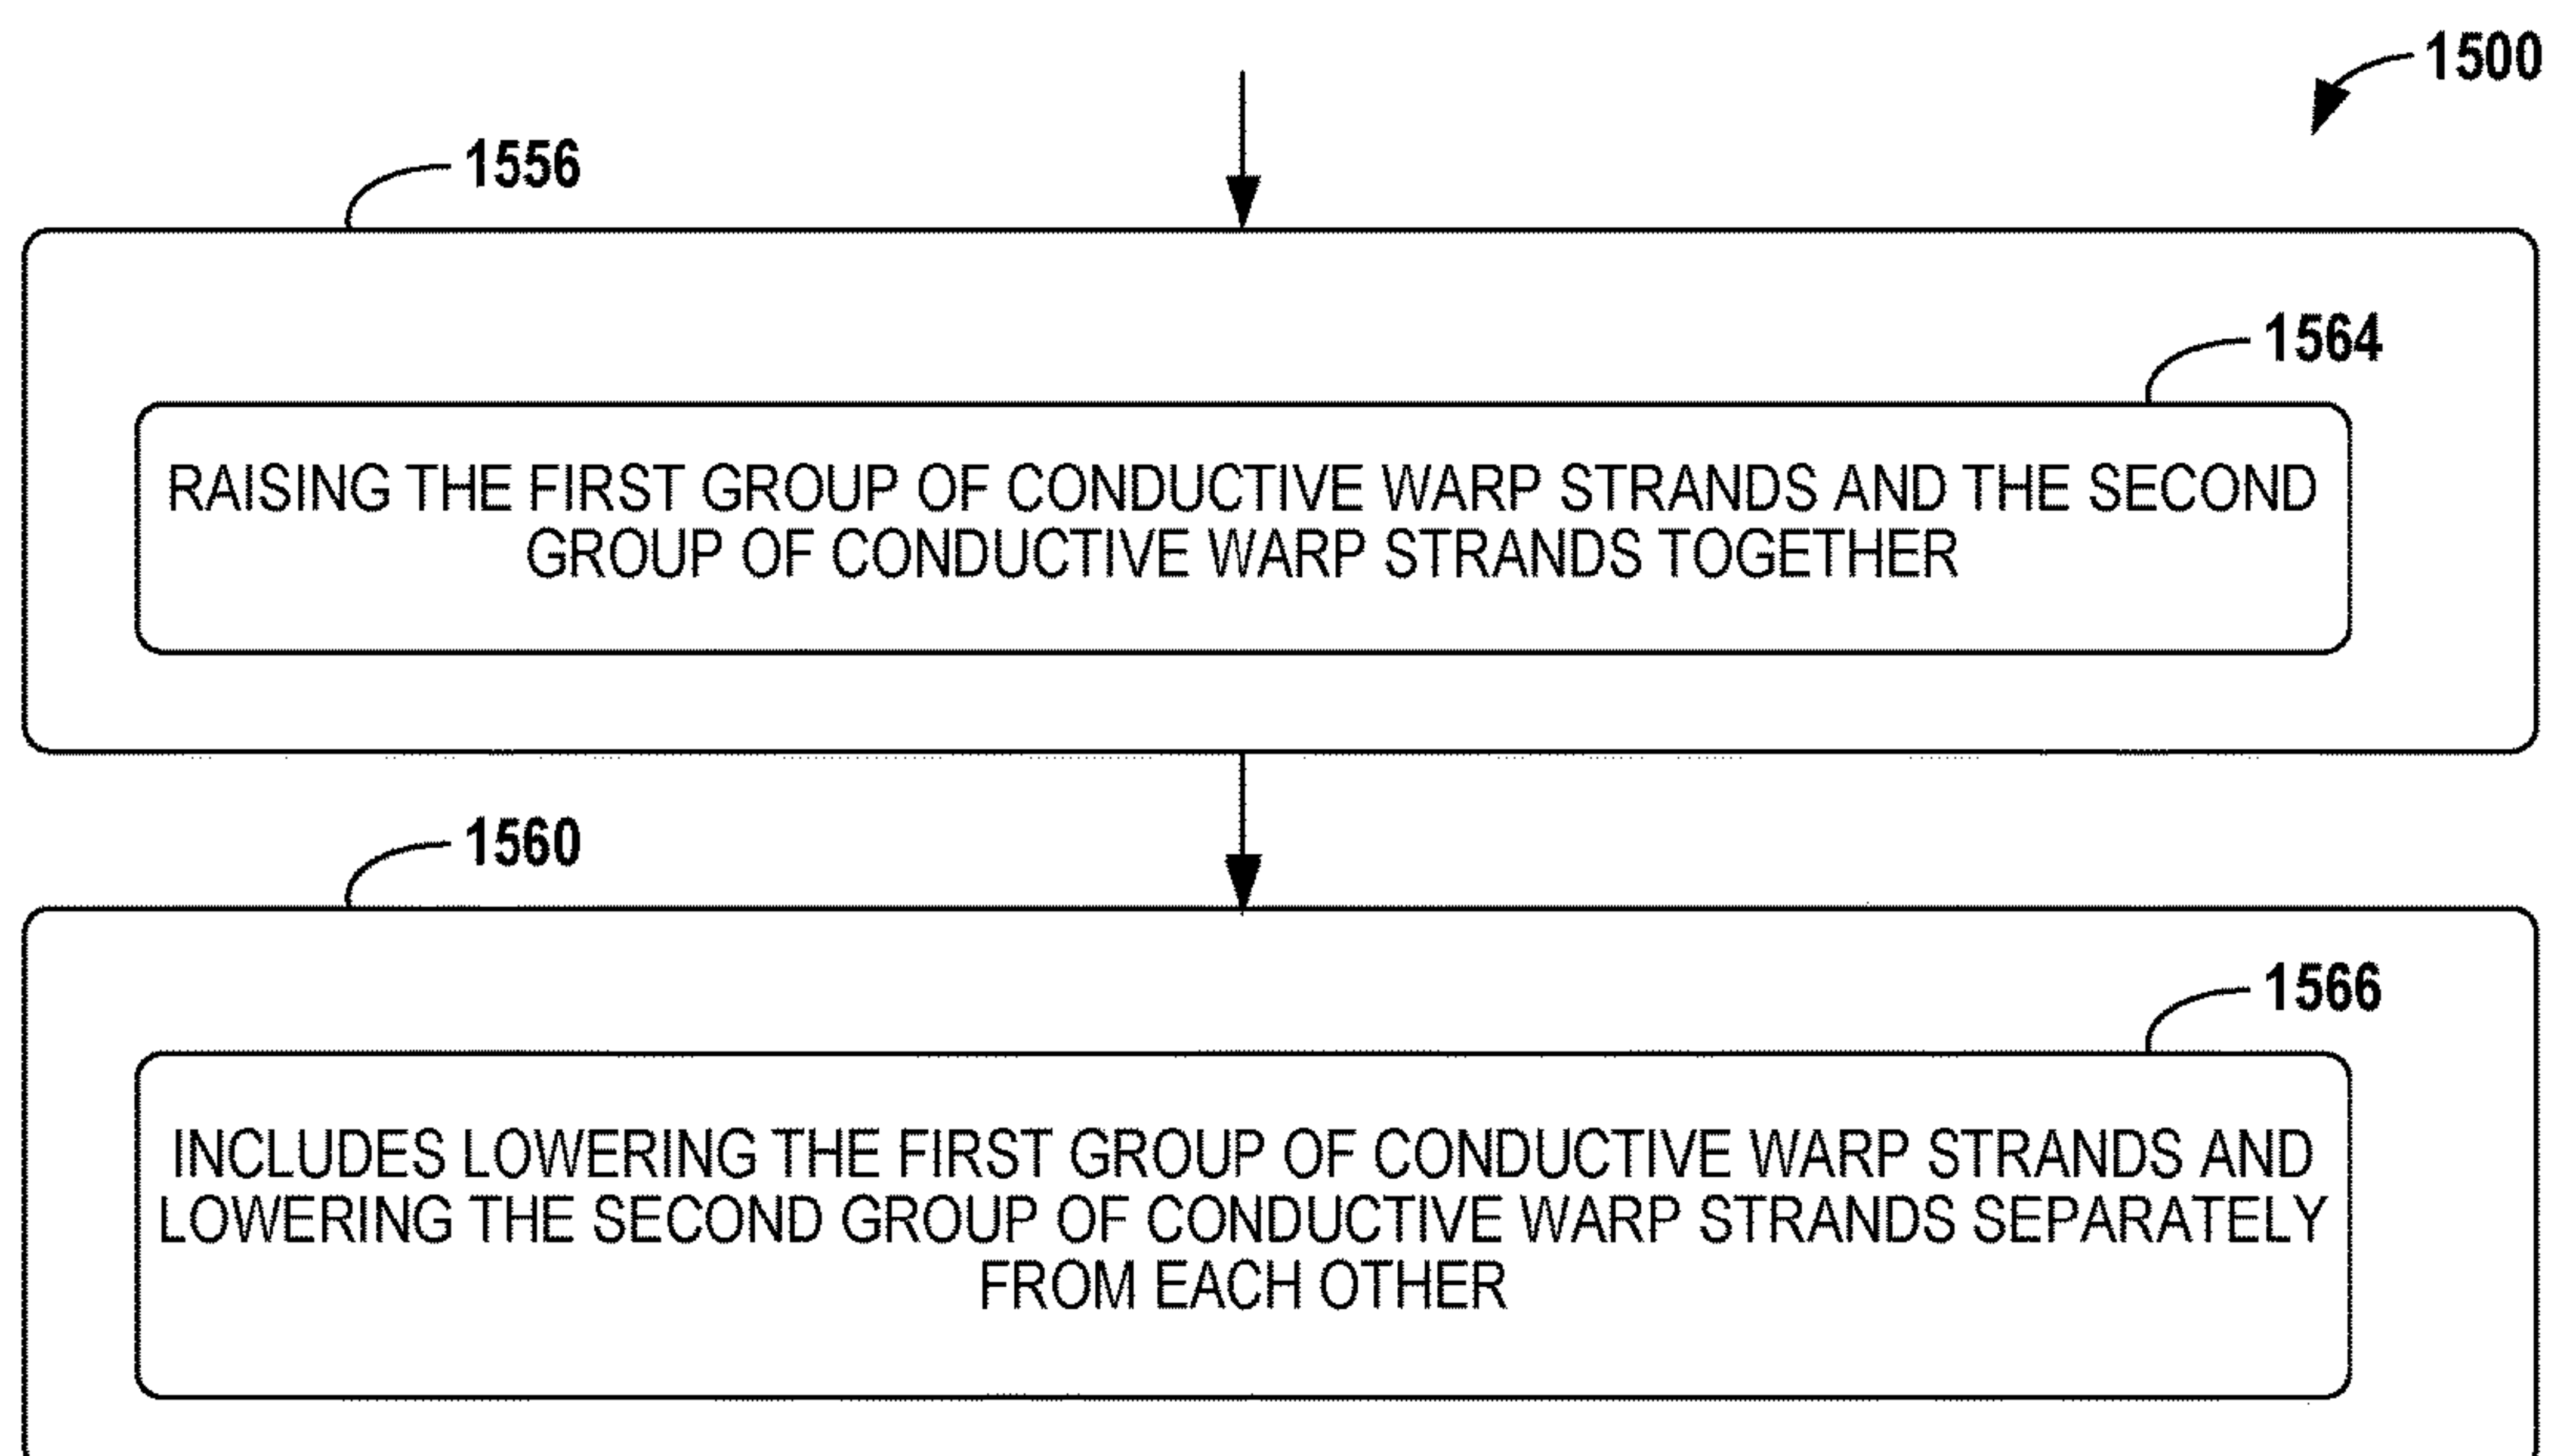 1500
1556
1564
RAISING THE FIRST GROUP OF CONDUCTIVE WARP STRANDS AND THE SECOND
GROUP OF CONDUCTIVE WARP STRANDS TOGETHER
1560
1566
INCLUDES LOWERING THE FIRST GROUP OF CONDUCTIVE WARP STRANDS AND
LOWERING THE SECOND GROUP OF CONDUCTIVE WARP STRANDS SEPARATELY
FROM EACH OTHER